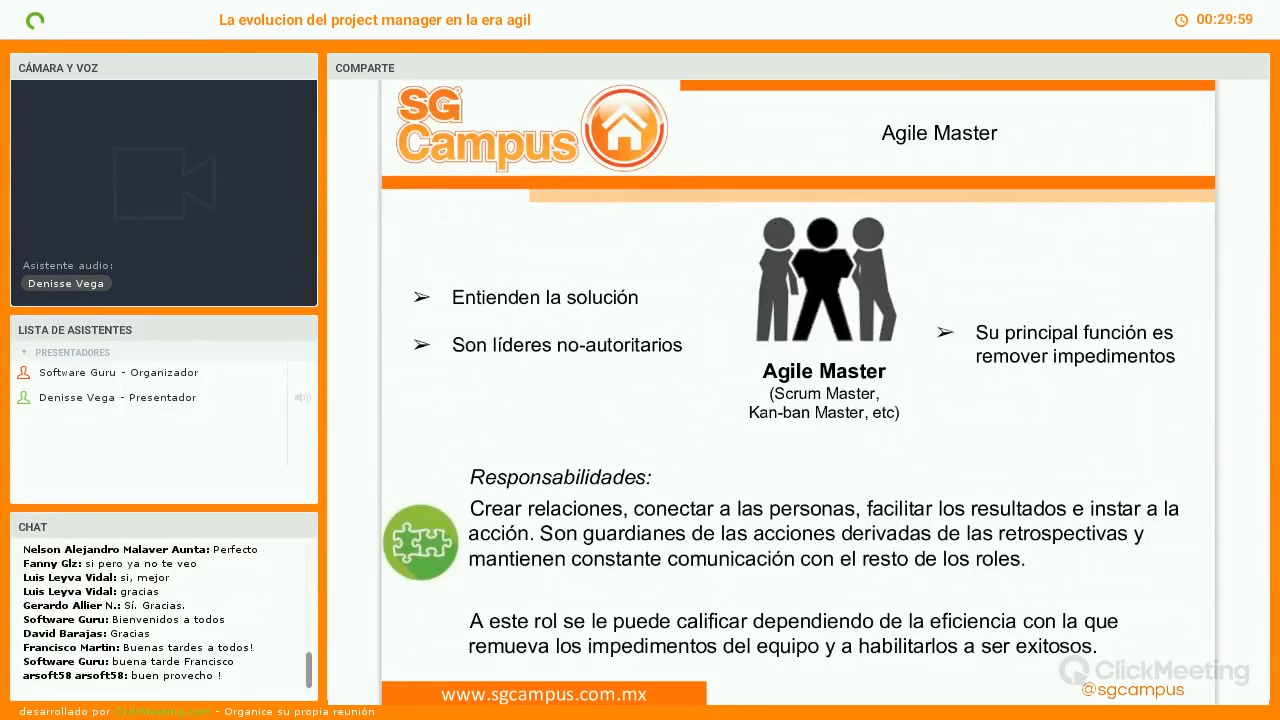 La evolucion del project manager en la era agil
00:29:59
CÁMARA Y VOZ
Asistente audio:
Denisse Vega
LISTA DE ASISTENTES
PRESENTADORES
Software Guru - Organizador
Denisse Vega - Presentador
CHAT
Nelson Alejandro Malaver Aunta: Perfecto
Fanny Glz: si pero ya no te veo
Luis Leyva Vidal: si, mejor
Luis Leyva Vidal: gracias
Gerardo Allier N.: Sí. Gracias.
Software Guru: Bienvenidos a todos
David Barajas: Gracias
Francisco Martin: Buenas tardes a todos!
Software Guru: buena tarde Francisco
arsoft58 arsoft58: buen provecho !
COMPARTE
SG
Campus
Agile Master
➢ Entienden la solución
➢ Son líderes no-autoritarios
Agile Master
(Scrum Master,
Kan-ban Master, etc)
➢ Su principal función es
remover impedimentos
Responsabilidades:
Crear relaciones, conectar a las personas, facilitar los resultados e instar a la
acción. Son guardianes de las acciones derivadas de las retrospectivas y
mantienen constante comunicación con el resto de los roles.
A este rol se le puede calificar dependiendo de la eficiencia con la que
remueva los impedimentos del equipo y a habilitarlos a ser exitosos.
ClickMeeting
www.sgcampus.com.mx
@sgcampus
desarrollado por ClickMeeting.com - Organice su propia reunión